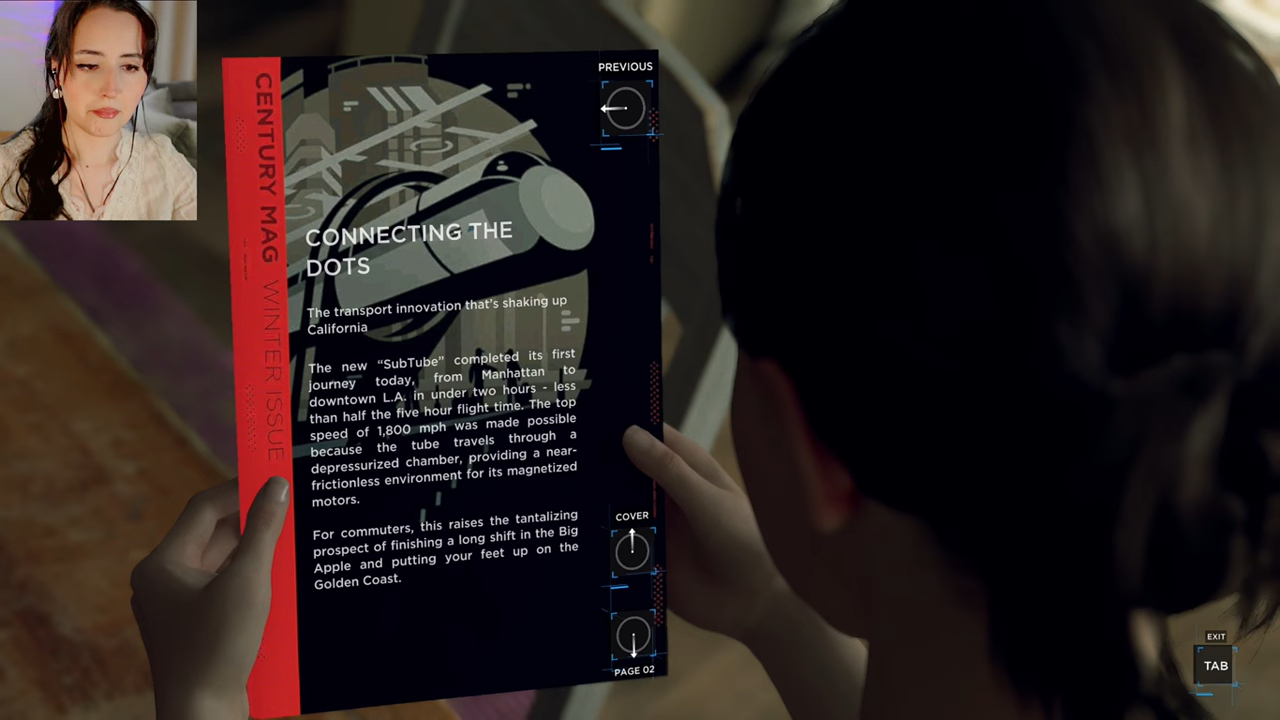 PREVIOUS
CENTURY MAG WINTER ISSUE
CONNECTING THE
DOTS
The transport innovation that's shaking up
California
The new “SubTube” completed its first
journey today, from Manhattan to
downtown L.A. in under two hours - less
than half the five hour flight time. The top
speed of 1,800 mph was made possible
because the tube travels through a
depressurized chamber, providing a near-
frictionless environment for its magnetized
motors.
For commuters, this raises the tantalizing
prospect of finishing a long shift in the Big
Apple and putting your feet up on the
Golden Coast.
COVER
PAGE 02
EXIT
TAB